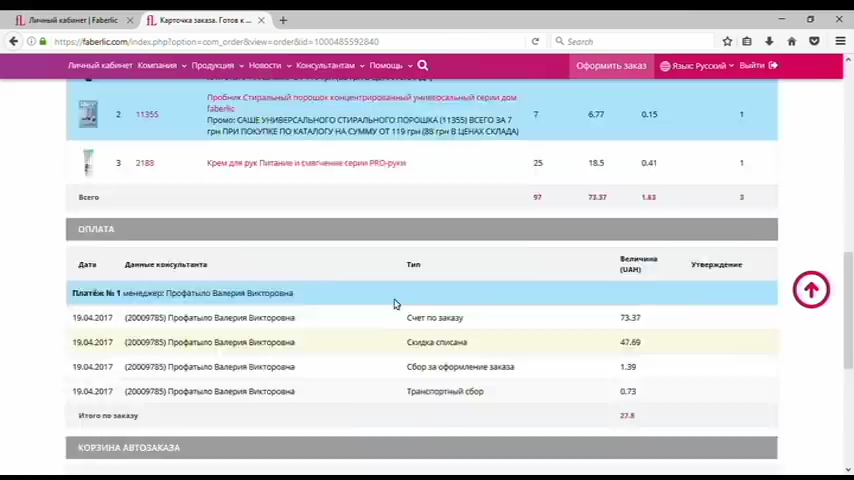 Личный кабинет | Faberlic
Карточка заказа. Готов к ...
https://faberlic.com/index.php?option=com_order&view=order&id=1000485592840
Search
Личный кабинет Компания Продукция Новости Консультантам Помощь Оформить заказ Язык: Русский Выйти
2 11355 Пробник Стиральный порошок концентрированный универсальный серии дом faberlic 7 6.77 0.15 1
Промо: САШЕ УНИВЕРСАЛЬНОГО СТИРАЛЬНОГО ПОРОШКА (11355) ВСЕГО ЗА 7
грн ПРИ ПОКУПКЕ ПО КАТАЛОГУ НА СУММУ ОТ 119 грн (88 грн В ЦЕНАХ СКЛАДА)
3 2188 Крем для рук Питание и смягчение серии PRO-руки 25 18.5 0.41 1
Всего 97 73.37 1.63 3
ОПЛАТА
Дата Данные консультанта Тип Величина (UAH) Утверждение
Платёж № 1 менеджер: Профатыло Валерия Викторовна
19.04.2017 (20009785) Профатыло Валерия Викторовна Счет по заказу 73.37
19.04.2017 (20009785) Профатыло Валерия Викторовна Скидка списана 47.69
19.04.2017 (20009785) Профатыло Валерия Викторовна Сбор за оформление заказа 1.39
19.04.2017 (20009785) Профатыло Валерия Викторовна Транспортный сбор 0.73
Итого по заказу 27.8
КОРЗИНА АВТОЗАКАЗА